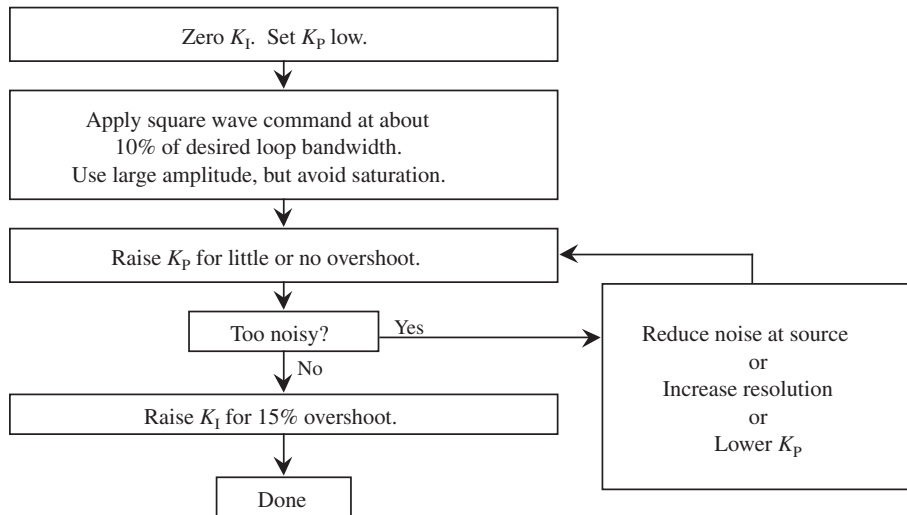 Zero K_I. Set K_P low.
Apply square wave command at about
10% of desired loop bandwidth.
Use large amplitude, but avoid saturation.
Raise K_P for little or no overshoot.
Too noisy?
Yes
No
Reduce noise at source
or
Increase resolution
or
Lower K_P
Raise K_I for 15% overshoot.
Done